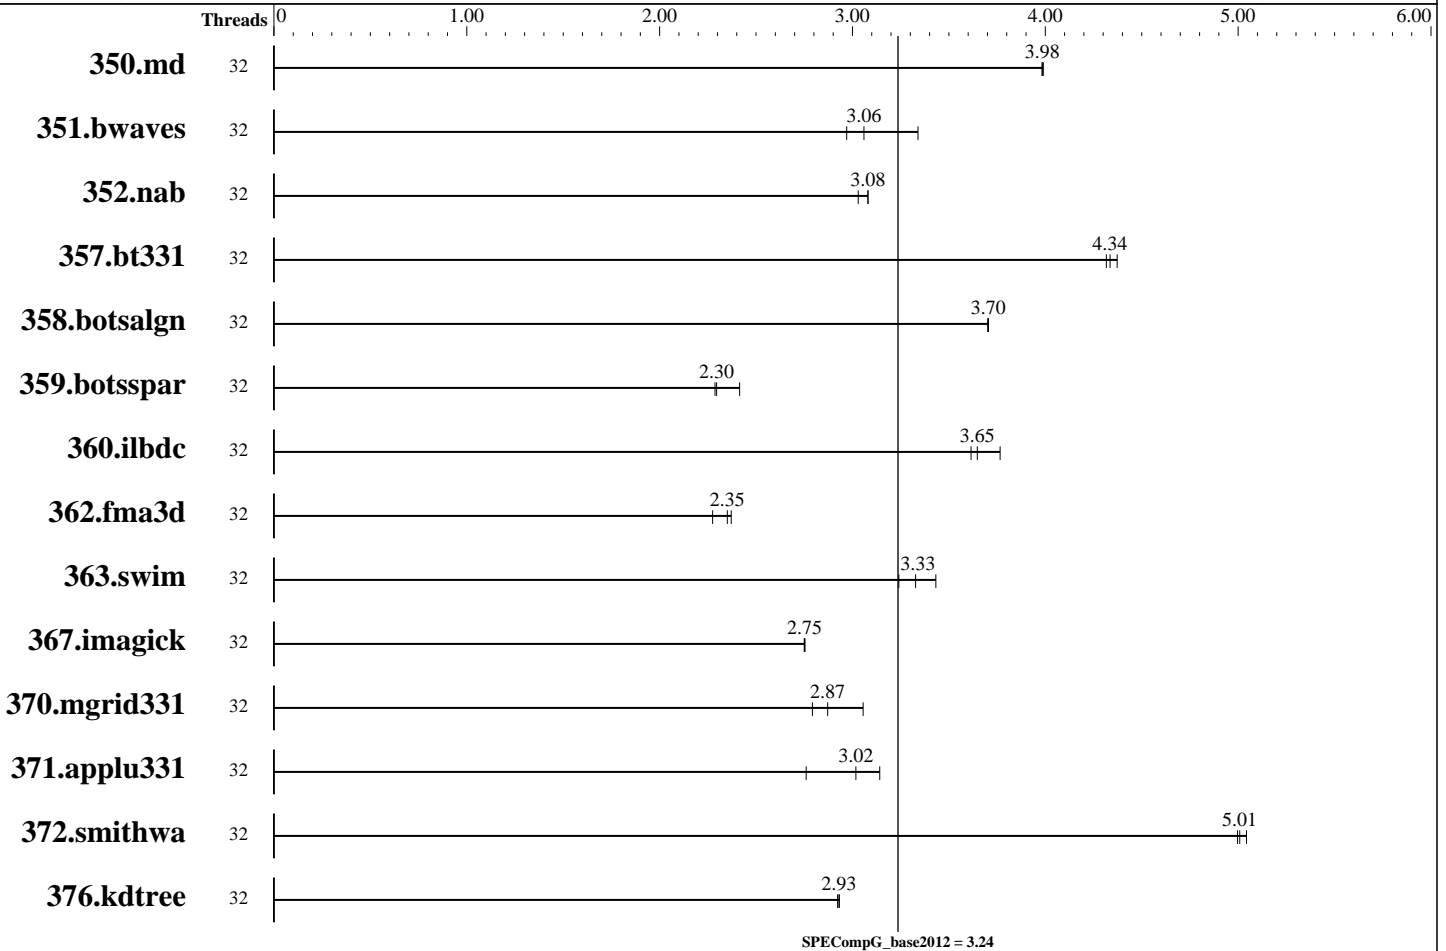 Threads 0 1.00 2.00 3.00 4.00 5.00 6.00
350.md 32 3.98
351.bwaves 32 3.06
352.nab 32 3.08
357.bt331 32 4.34
358.botsalgn 32 3.70
359.botsspar 32 2.30
360.ilbdc 32 3.65
362.fma3d 32 2.35
363.swim 32 3.33
367.imagick 32 2.75
370.mgrid331 32 2.87
371.applu331 32 3.02
372.smithwa 32 5.01
376.kdtree 32 2.93
SPECompG_base2012 = 3.24